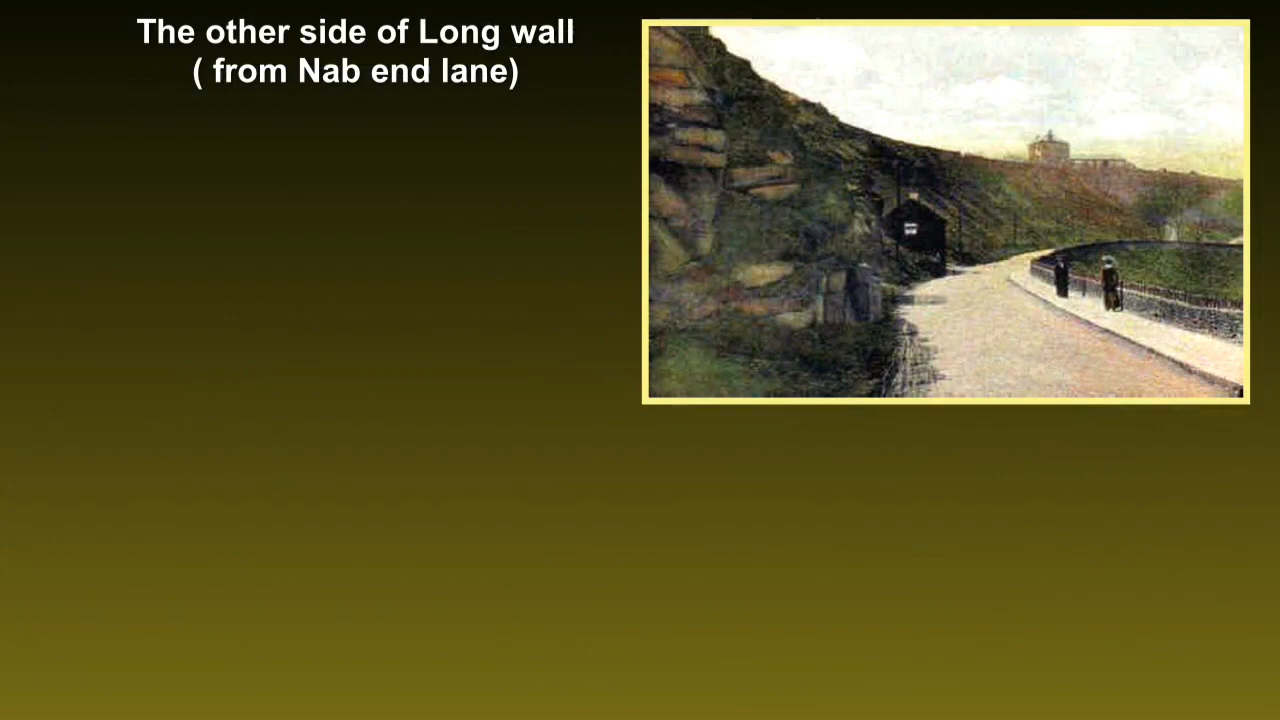 The other side of Long wall
( from Nab end lane)